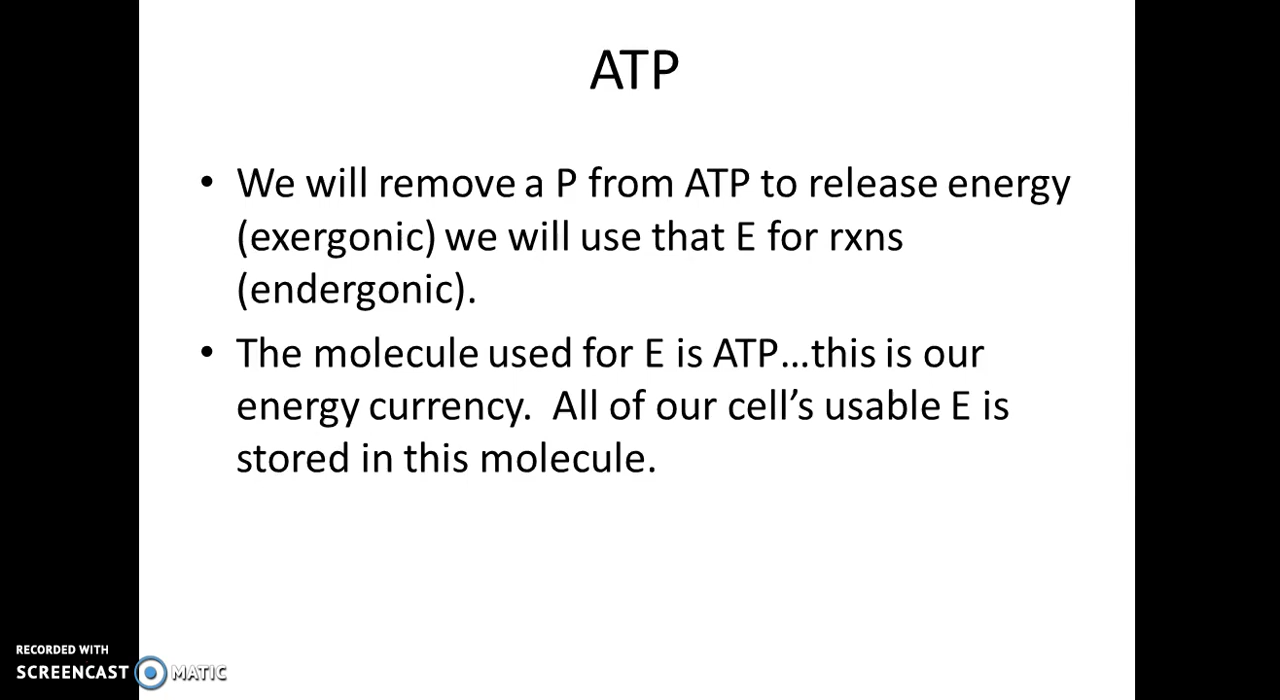 ATP
• We will remove a P from ATP to release energy
(exergonic) we will use that E for rxns
(endergonic).
• The molecule used for E is ATP…this is our
energy currency.  All of our cell’s usable E is
stored in this molecule.
RECORDED WITH
SCREENCAST MATIC